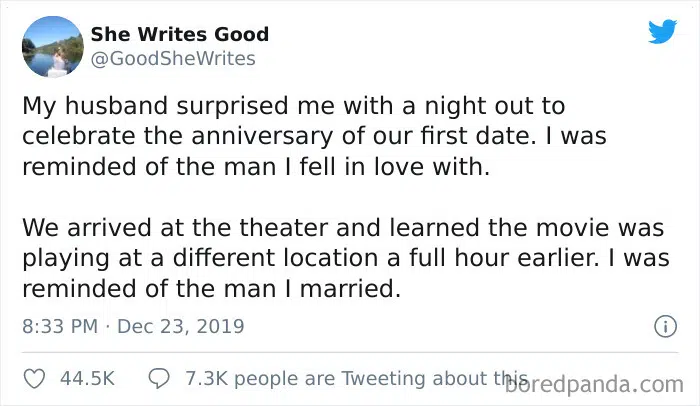 She Writes Good
@GoodSheWrites
My husband surprised me with a night out to
celebrate the anniversary of our first date. I was
reminded of the man I fell in love with.
We arrived at the theater and learned the movie was
playing at a different location a full hour earlier. I was
reminded of the man I married.
8:33 PM · Dec 23, 2019
44.5K 7.3K people are Tweeting about this
boredpanda.com